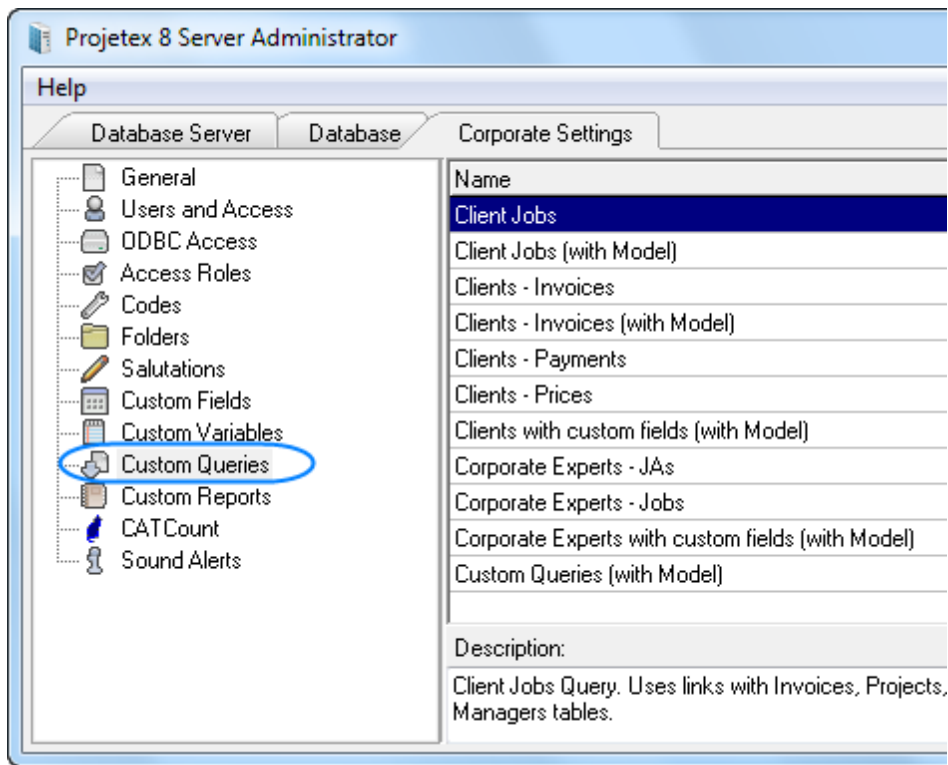 Projetex 8 Server Administrator
Help
Database Server
Database
Corporate Settings
General
Users and Access
ODBC Access
Access Roles
Codes
Folders
Salutations
Custom Fields
Custom Variables
Custom Queries
Custom Reports
CATCount
Sound Alerts
Name
Client Jobs
Client Jobs (with Model)
Clients - Invoices
Clients - Invoices (with Model)
Clients - Payments
Clients - Prices
Clients with custom fields (with Model)
Corporate Experts - JAs
Corporate Experts - Jobs
Corporate Experts with custom fields (with Model)
Custom Queries (with Model)
Description:
Client Jobs Query. Uses links with Invoices, Projects,
Managers tables.